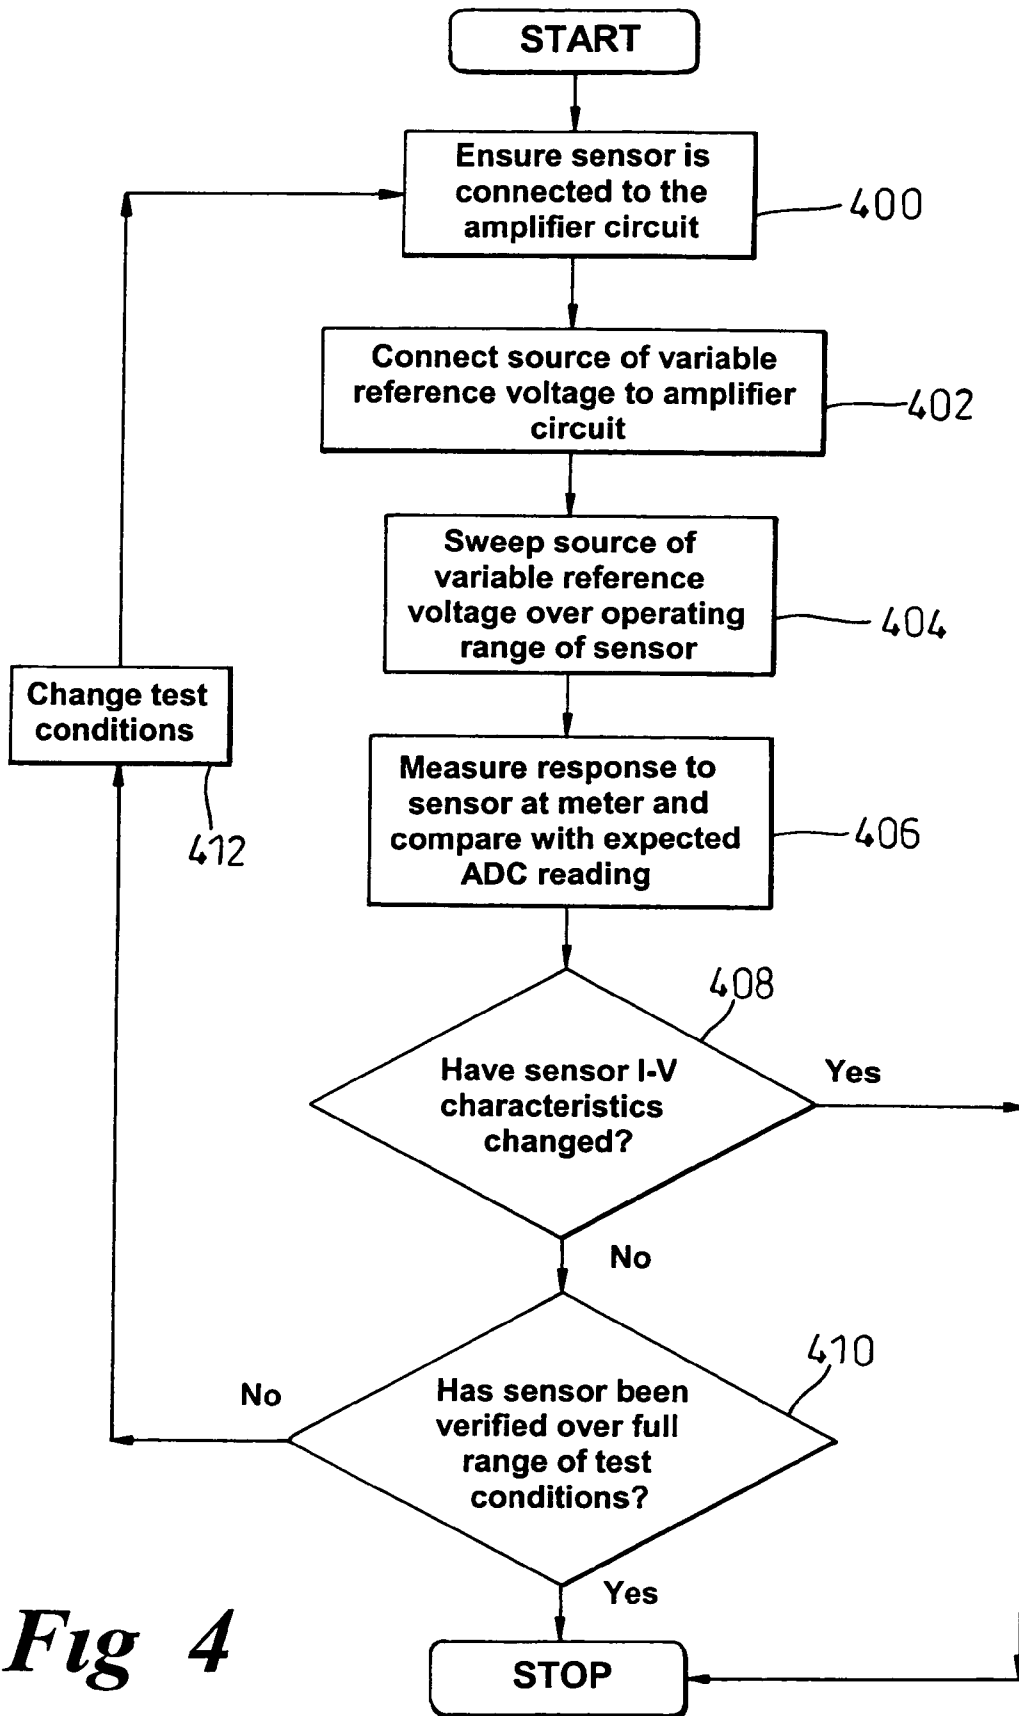 START
Ensure sensor is
connected to the
amplifier circuit
400
Connect source of variable
reference voltage to amplifier
circuit
402
Sweep source of
variable reference
voltage over operating
range of sensor
404
Change test
conditions
412
Measure response to
sensor at meter and
compare with expected
ADC reading
406
408
Have sensor I-V
characteristics
changed?
Yes
No
410
Has sensor been
verified over full
range of test
conditions?
No
Yes
STOP
Fig 4